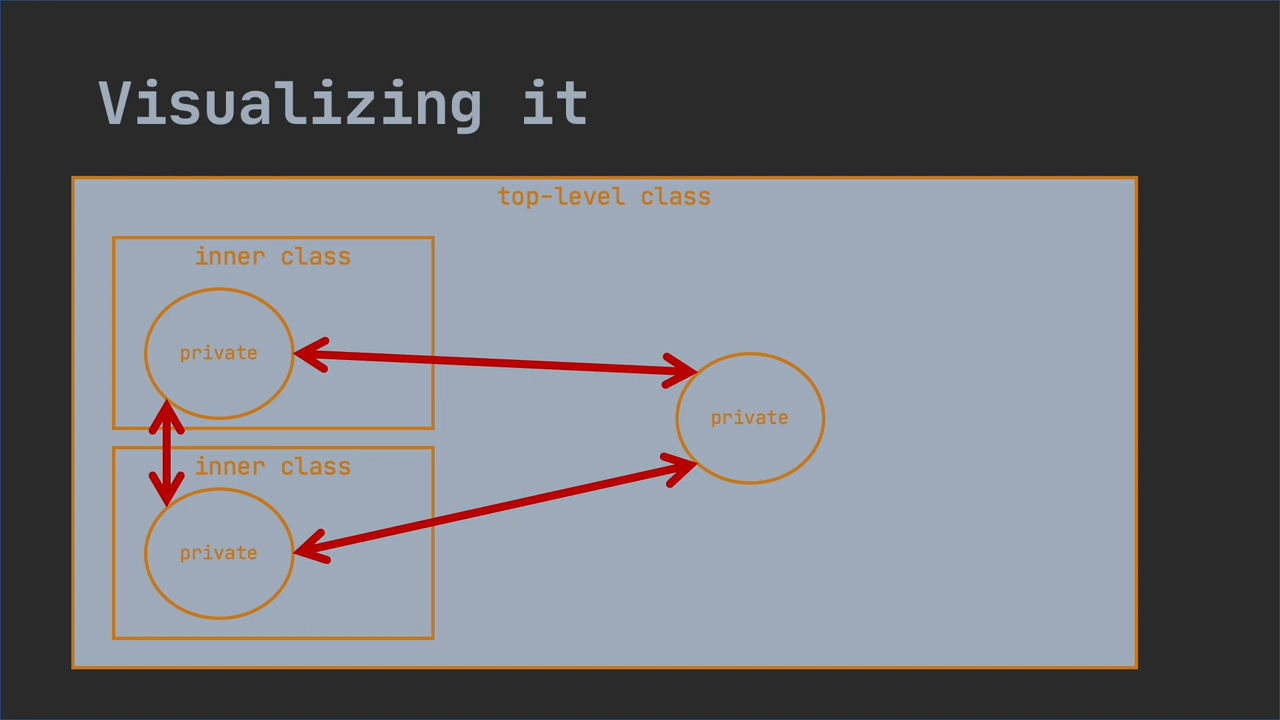 Visualizing it
top-level class
inner class
private
private
inner class
private